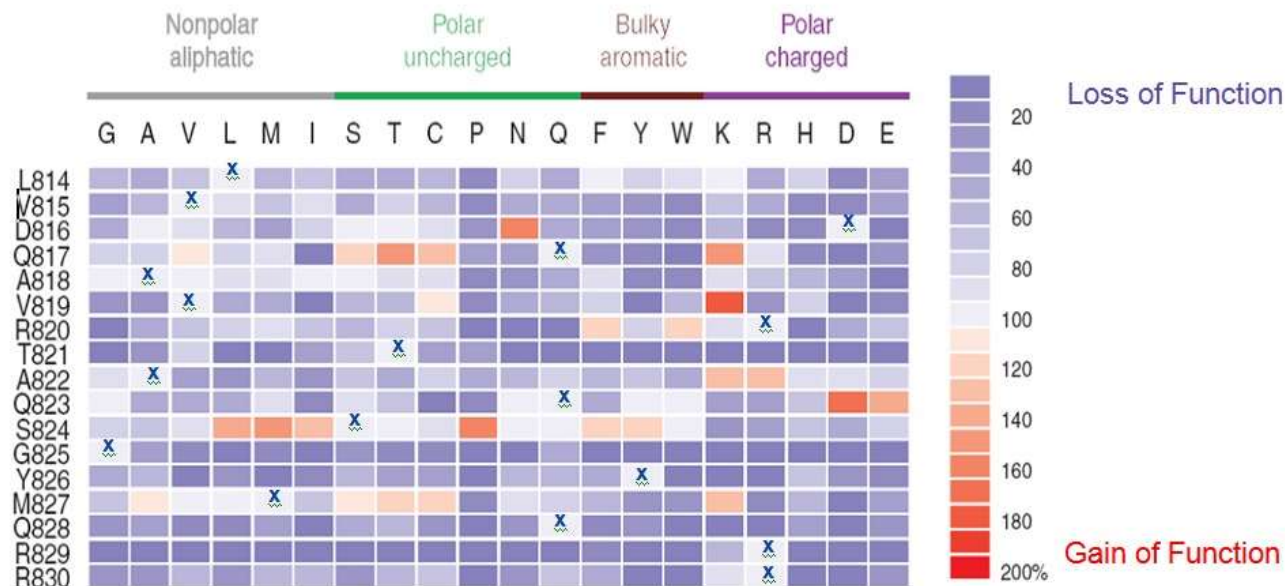 Nonpolar aliphatic
Polar uncharged
Bulky aromatic
Polar charged
Loss of Function
G A V L M I S T C P N Q F Y W K R H D E
20
40
60
80
100
120
140
160
180
200%
Gain of Function
L814 x
V815 x
D816 x
Q817 x
A818 x
V819 x
R820 x
T821 x
A822 x
Q823 x
S824 x
G825 x
Y826 x
M827 x
Q828 x
R829 x
R830 x